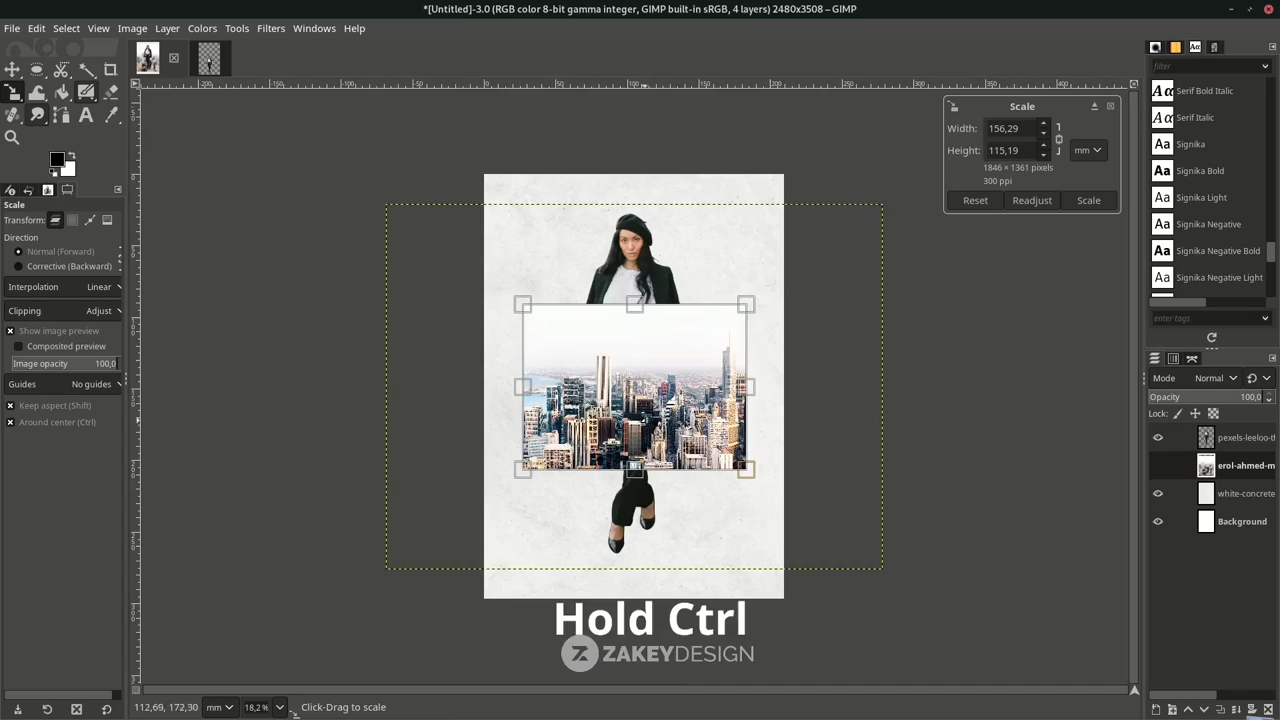 *[Untitled]-3.0 (RGB color 8-bit gamma integer, GIMP built-in sRGB, 4 layers) 2480x3508 – GIMP
File Edit Select View Image Layer Colors Tools Filters Windows Help
Scale
Transform:
Direction
Normal (Forward)
Corrective (Backward)
Interpolation Linear
Clipping Adjust
Show image preview
Composited preview
Image opacity 100,0
Guides No guides
Keep aspect (Shift)
Around center (Ctrl)
Scale
Width: 156,29
Height: 115,19
mm
1846 × 1361 pixels
300 ppi
Reset Readjust Scale
Hold Ctrl
Z ZAKEYDESIGN
112,69, 172,30 mm 18,2% Click-Drag to scale
filter
Serif Bold Italic
Serif Italic
Signika
Signika Bold
Signika Light
Signika Negative
Signika Negative Bold
Signika Negative Light
enter tags
Mode Normal
Opacity 100,0
Lock:
pexels-leeloo-t
erol-ahmed-m
white-concrete
Background